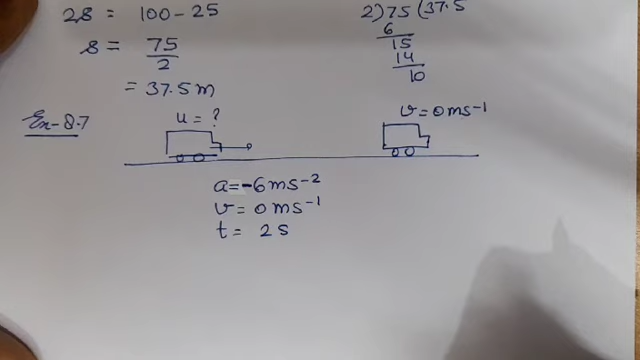 2s = 100 - 25
2)75(37.5
s = 75/2
6
15
14
10
= 37.5 m
Ex-8.7
u = ?
v = 0 ms⁻¹
a = -6 ms⁻²
v = 0 ms⁻¹
t = 2 s